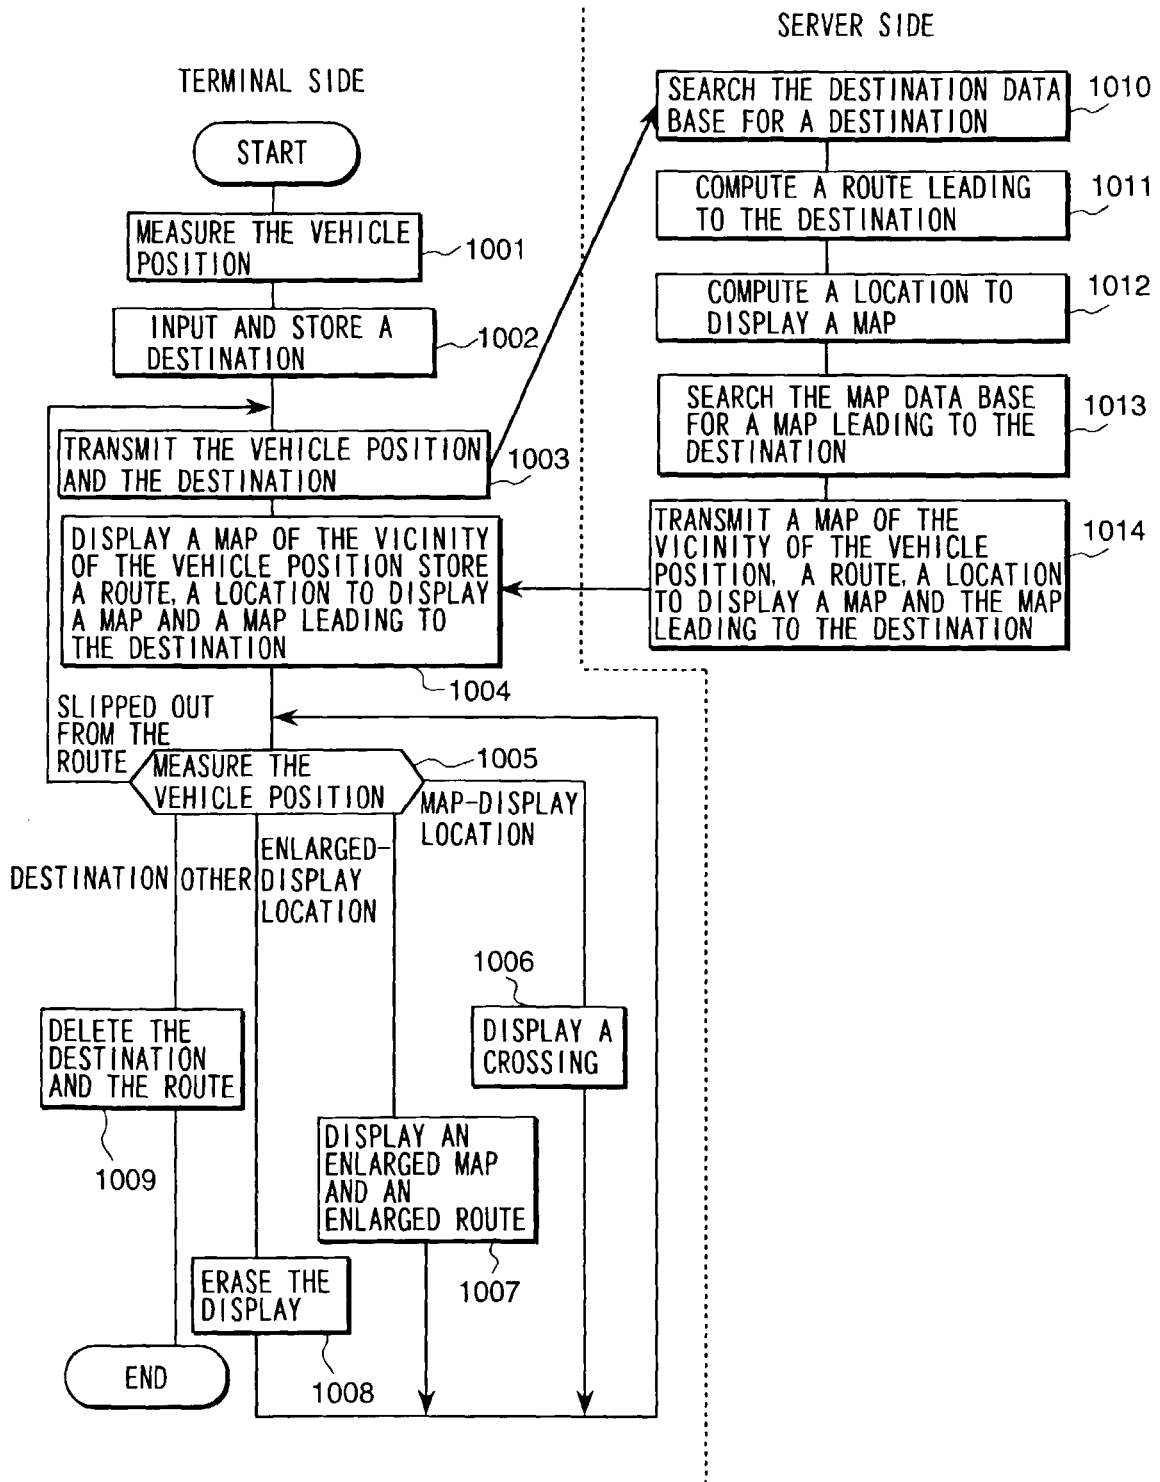 SERVER SIDE
TERMINAL SIDE
START
MEASURE THE VEHICLE
POSITION
1001
INPUT AND STORE A
DESTINATION
1002
TRANSMIT THE VEHICLE POSITION
AND THE DESTINATION
1003
DISPLAY A MAP OF THE VICINITY
OF THE VEHICLE POSITION STORE
A ROUTE, A LOCATION TO DISPLAY
A MAP AND A MAP LEADING TO
THE DESTINATION
1004
SEARCH THE DESTINATION DATA
BASE FOR A DESTINATION
1010
COMPUTE A ROUTE LEADING
TO THE DESTINATION
1011
COMPUTE A LOCATION TO
DISPLAY A MAP
1012
SEARCH THE MAP DATA BASE
FOR A MAP LEADING TO THE
DESTINATION
1013
TRANSMIT A MAP OF THE
VICINITY OF THE VEHICLE
POSITION, A ROUTE, A LOCATION
TO DISPLAY A MAP AND THE MAP
LEADING TO THE DESTINATION
1014
SLIPPED OUT
FROM THE
ROUTE
MEASURE THE
VEHICLE POSITION
1005
MAP-DISPLAY
LOCATION
DESTINATION
OTHER
ENLARGED-
DISPLAY
LOCATION
1006
DISPLAY A
CROSSING
DELETE THE
DESTINATION
AND THE ROUTE
1009
DISPLAY AN
ENLARGED MAP
AND AN
ENLARGED ROUTE
1007
ERASE THE
DISPLAY
1008
END